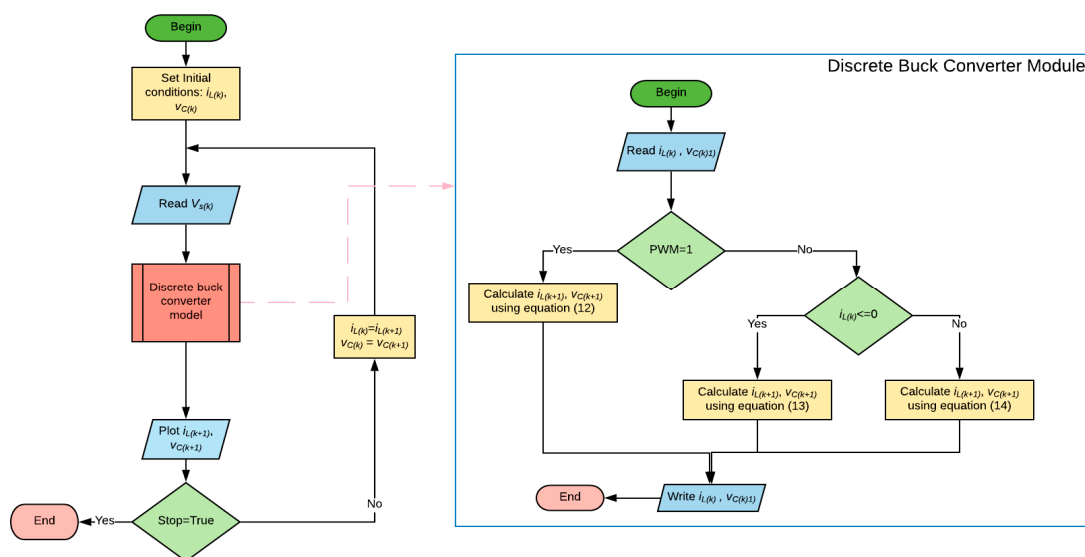 Begin
Set Initial
conditions: iL(k),
vC(k)
Read Vs(k)
Discrete buck
converter
model
iL(k)=iL(k+1)
vC(k) = vC(k+1)
Plot iL(k+1),
vC(k+1)
Stop=True
Yes
End
No
Discrete Buck Converter Module
Begin
Read iL(k) , vC(k)1)
PWM=1
Yes
No
Calculate iL(k+1), vC(k+1)
using equation (12)
iL(k)<=0
Yes
No
Calculate iL(k+1), vC(k+1)
using equation (13)
Calculate iL(k+1), vC(k+1)
using equation (14)
Write iL(k) , vC(k)1)
End